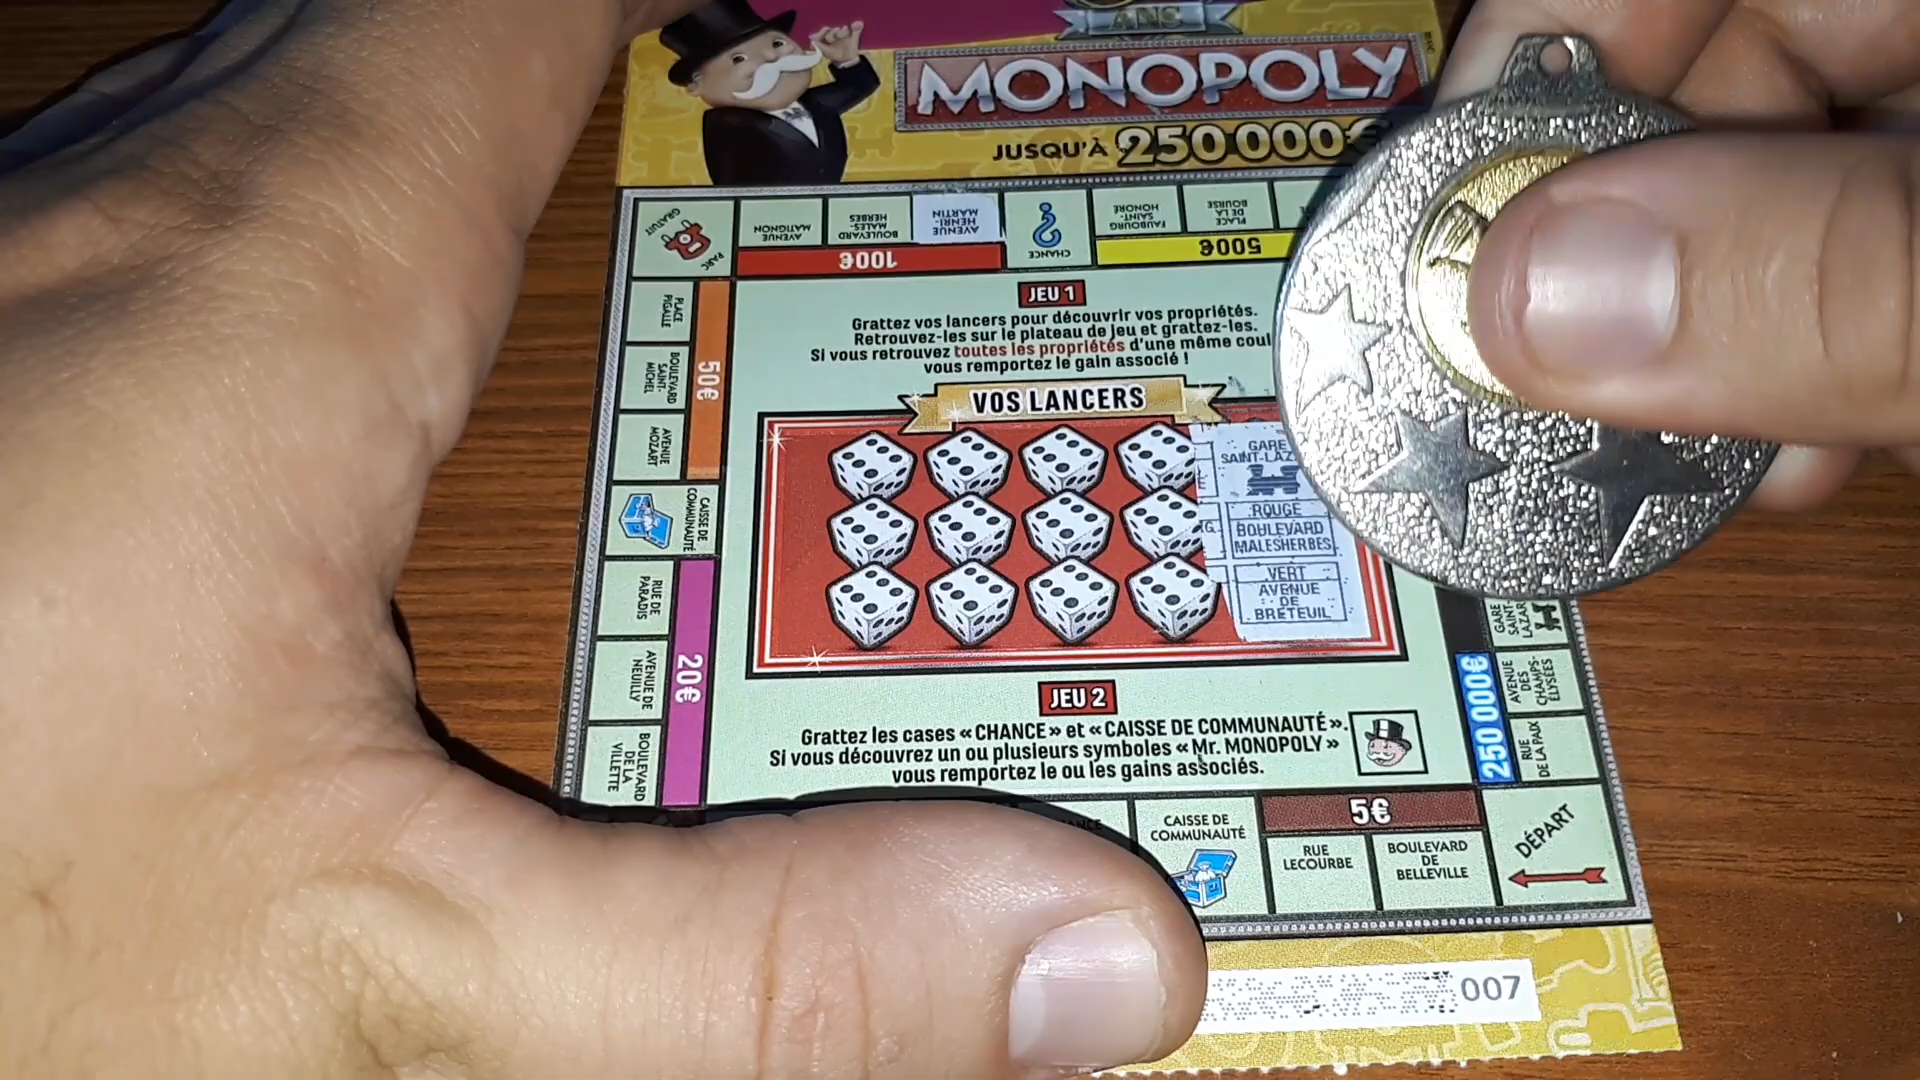 ANS
MONOPOLY
JUSQU'À 250 000€
PARC
GRATUIT
AVENUE
MATIGNON
BOULEVARD
MALES-
HERBES
AVENUE
HENRI-
MARTIN
CHANCE
FAUBOURG
SAINT-
HONORÉ
PLACE
DE LA
BOURSE
100€
500€
PLACE
PIGALLE
BOULEVARD
SAINT-
MICHEL
AVENUE
MOZART
50€
CAISSE DE
COMMUNAUTÉ
RUE DE
PARADIS
AVENUE DE
NEUILLY
BOULEVARD
DE LA
VILLETTE
20€
JEU 1
Grattez vos lancers pour découvrir vos propriétés.
Retrouvez-les sur le plateau de jeu et grattez-les.
Si vous retrouvez toutes les propriétés d'une même
vous remportez le gain associé !
VOS LANCERS
GARE
ROUGE
BOULEVARD
MALESHERBES
VERT
AVENUE
DE
BRETEUIL
JEU 2
Grattez les cases « CHANCE » et « CAISSE DE COMMUNAUTÉ ».
Si vous découvrez un ou plusieurs symboles « Mr. MONOPOLY »
vous remportez le ou les gains associés.
GARE
SAINT-
LAZARE
AVENUE
DES
CHAMPS-
ÉLYSÉES
RUE
DE LA PAIX
250 000€
CAISSE DE
COMMUNAUTÉ
5€
RUE
LECOURBE
BOULEVARD
DE
BELLEVILLE
DÉPART
007